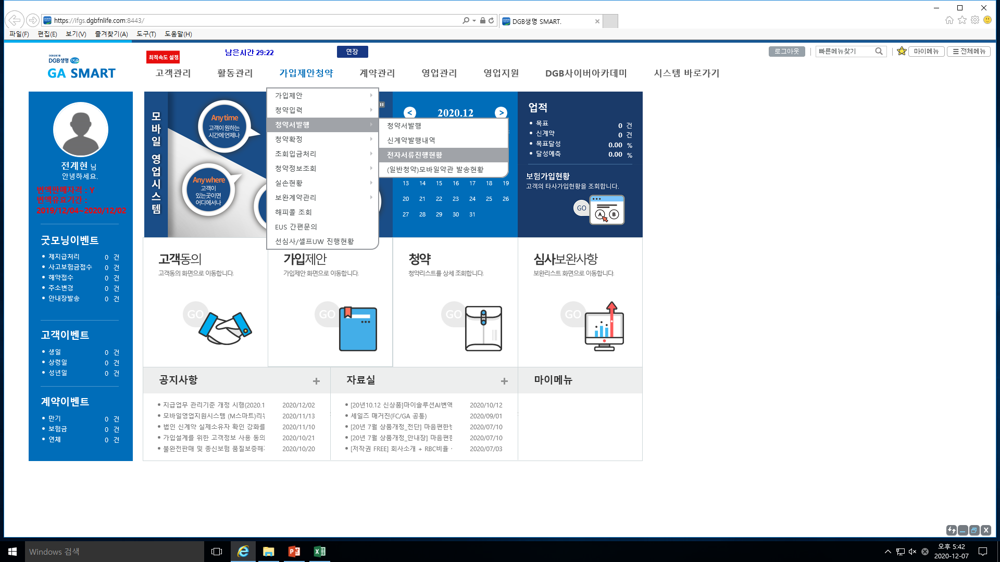 https://ifgs.dgbfnlife.com:8443/
DGB생명 SMART.
파일(F) 편집(E) 보기(V) 즐겨찾기(A) 도구(T) 도움말(H)
DGB생명 DGB
GA SMART
최적속도 설정
남은시간 29:22
연장
로그아웃
빠른메뉴찾기
마이메뉴
전체메뉴
고객관리 활동관리 가입제안청약 계약관리 영업관리 영업지원 DGB사이버아카데미 시스템 바로가기
전계현 님
안녕하세요.
변액판매자격 : Y
변액유효기간 :
2019/12/04~2020/12/02
굿모닝이벤트
제지급처리 0 건
사고보험금접수 0 건
해약접수 0 건
주소변경 0 건
안내장발송 0 건
고객이벤트
생일 0 건
상령일 0 건
성년일 0 건
계약이벤트
만기 0 건
보험금 0 건
연체 0 건
모바일 영업시스템
Anytime
고객이 원하는
시간에 언제나
Anywhere
고객이
있는곳이면
어디에서나
가입제안
청약입력
청약서발행
청약확정
초회입금처리
청약정보조회
실손현황
보완계약관리
해피콜 조회
EUS 간편문의
선심사/셀프UW 진행현황
청약서발행
신계약발행내역
전자서류진행현황
(일반청약)모바일약관 발송현황
< 2020.12 >
13 14 15 16 17 18 19
20 21 22 23 24 25 26
27 28 29 30 31
업적
목표 0 건
신계약 0 건
목표달성 0.00 %
달성예측 0.00 %
보험가입현황
고객의 타사가입현황을 조회합니다.
GO
A B
고객동의
고객동의 화면으로 이동합니다.
GO
가입제안
가입제안 화면으로 이동합니다.
GO
청약
청약리스트를 상세 조회합니다.
GO
심사보완사항
보완리스트 화면으로 이동합니다.
GO
공지사항 +
지급업무 관리기준 개정 시행(2020.1 2020/12/02
모바일영업지원시스템 (M스마트)리뉴 2020/11/13
법인 신계약 실제소유자 확인 강화를 2020/11/10
가입설계를 위한 고객정보 사용 동의 2020/10/21
불완전판매 및 종신보험 품질보증해지 2020/10/20
자료실 +
[20년10.12 신상품]마이솔루션AI변액 2020/10/12
세일즈 매거진(FC/GA 공통) 2020/09/01
[20년 7월 상품개정_전단] 마음편한 2020/07/10
[20년 7월 상품개정_안내장] 마음편한 2020/07/10
[저작권 FREE] 회사소개 + RBC비율 2020/07/03
마이메뉴
Windows 검색
오후 5:42
2020-12-07